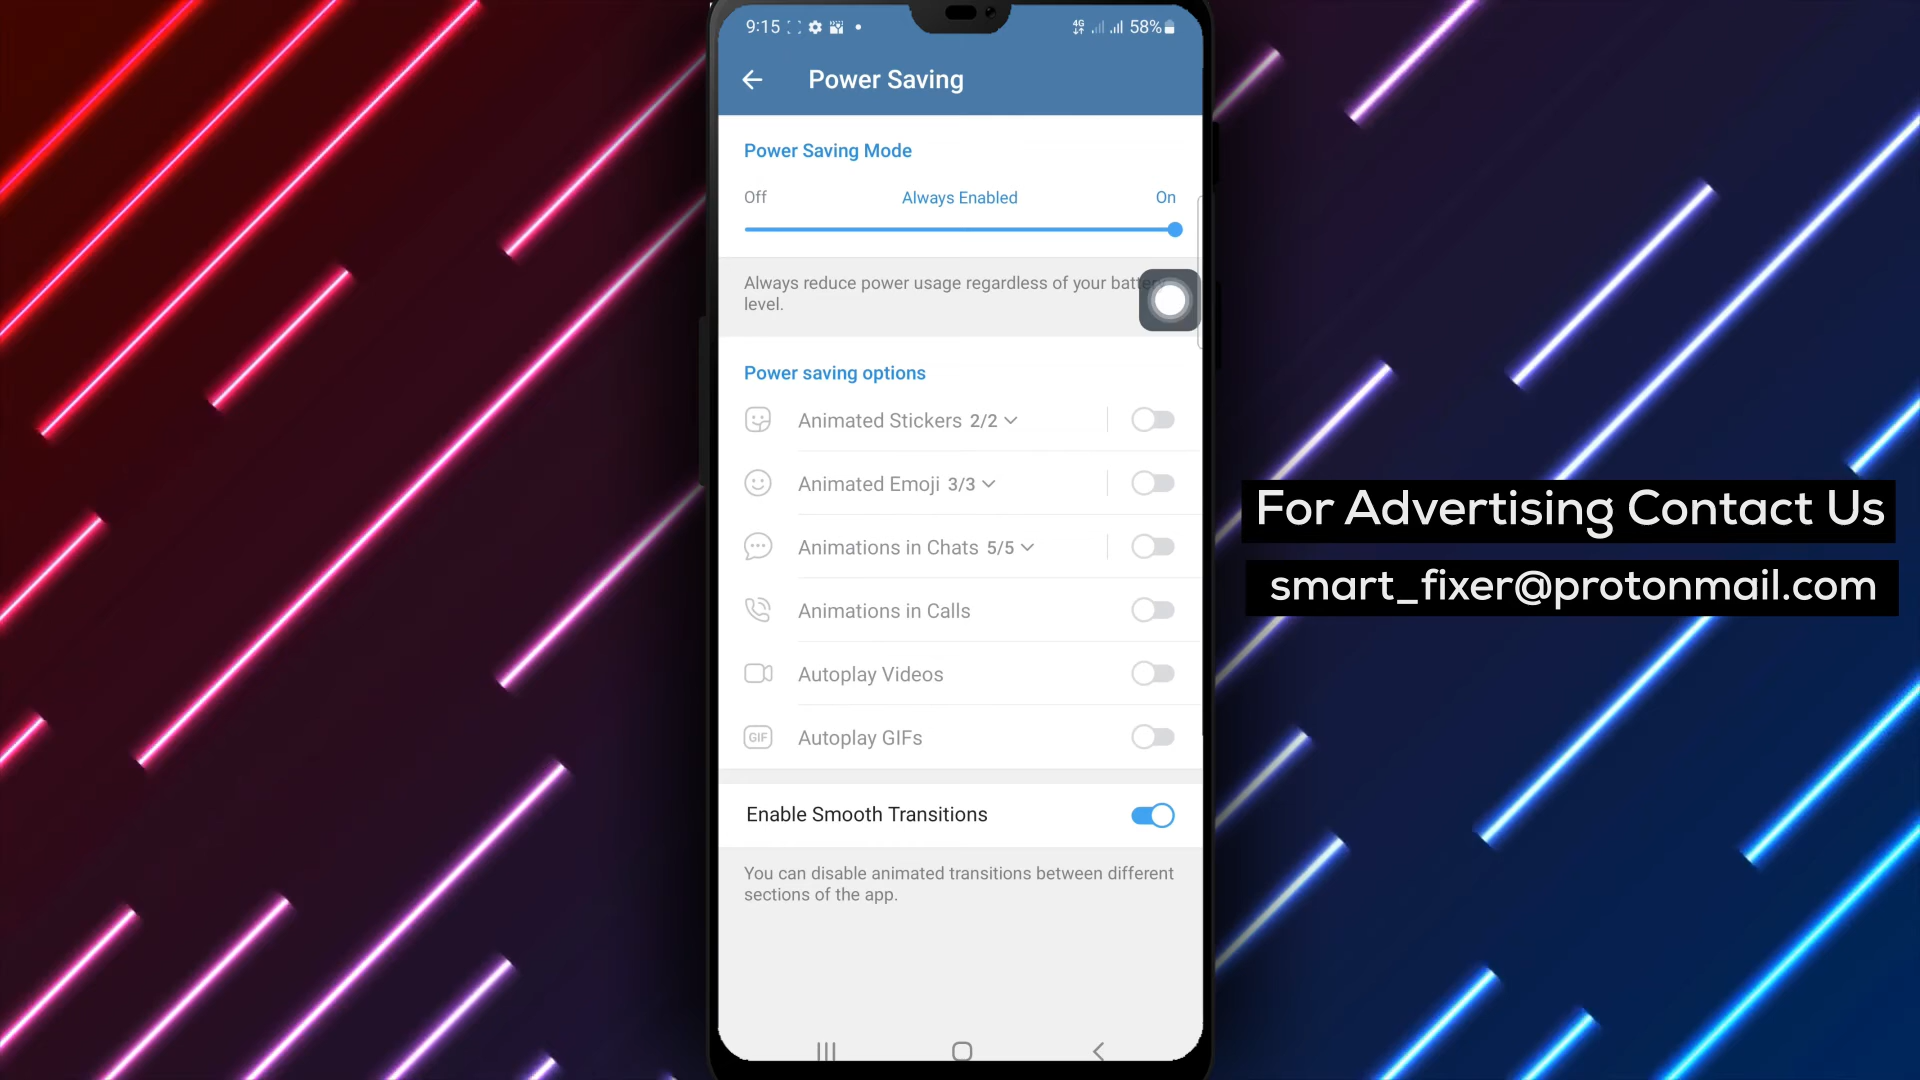 9:15
4G
58%
Power Saving
Power Saving Mode
Off
Always Enabled
On
Always reduce power usage regardless of your
level.
Power saving options
Animated Stickers 2/2
Animated Emoji 3/3
Animations in Chats 5/5
Animations in Calls
Autoplay Videos
GIF
Autoplay GIFs
Enable Smooth Transitions
You can disable animated transitions between different
sections of the app.
For Advertising Contact Us
smart_fixer@protonmail.com